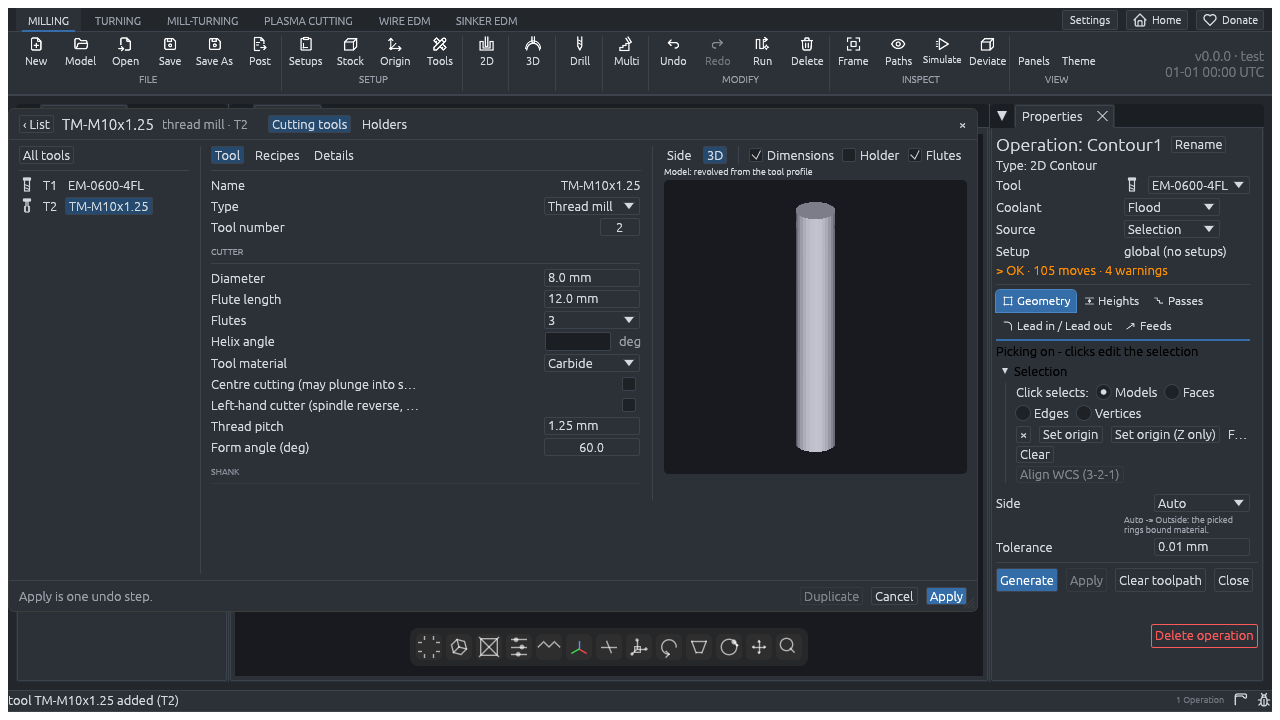 MILLING TURNING MILL-TURNING PLASMA CUTTING WIRE EDM SINKER EDM Settings Home Donate
New Model Open Save Save As Post Setups Stock Origin Tools 2D 3D Drill Multi Undo Redo Run Delete Frame Paths Simulate Deviate Panels Theme
FILE SETUP MODIFY INSPECT VIEW
v0.0.0 · test
01-01 00:00 UTC
‹ List TM-M10x1.25 thread mill · T2 Cutting tools Holders ×
All tools
T1 EM-0600-4FL
T2 TM-M10x1.25
Tool Recipes Details
Name TM-M10x1.25
Type Thread mill
Tool number 2
CUTTER
Diameter 8.0 mm
Flute length 12.0 mm
Flutes 3
Helix angle deg
Tool material Carbide
Centre cutting (may plunge into s...
Left-hand cutter (spindle reverse, ...
Thread pitch 1.25 mm
Form angle (deg) 60.0
SHANK
Side 3D Dimensions Holder Flutes
Model: revolved from the tool profile
Apply is one undo step. Duplicate Cancel Apply
Properties
Operation: Contour1 Rename
Type: 2D Contour
Tool EM-0600-4FL
Coolant Flood
Source Selection
Setup global (no setups)
> OK · 105 moves · 4 warnings
Geometry Heights Passes
Lead in / Lead out Feeds
Picking on - clicks edit the selection
Selection
Click selects: Models Faces
Edges Vertices
× Set origin Set origin (Z only) F...
Clear
Align WCS (3-2-1)
Side Auto
Auto -> Outside: the picked
rings bound material.
Tolerance 0.01 mm
Generate Apply Clear toolpath Close
Delete operation
tool TM-M10x1.25 added (T2) 1 Operation